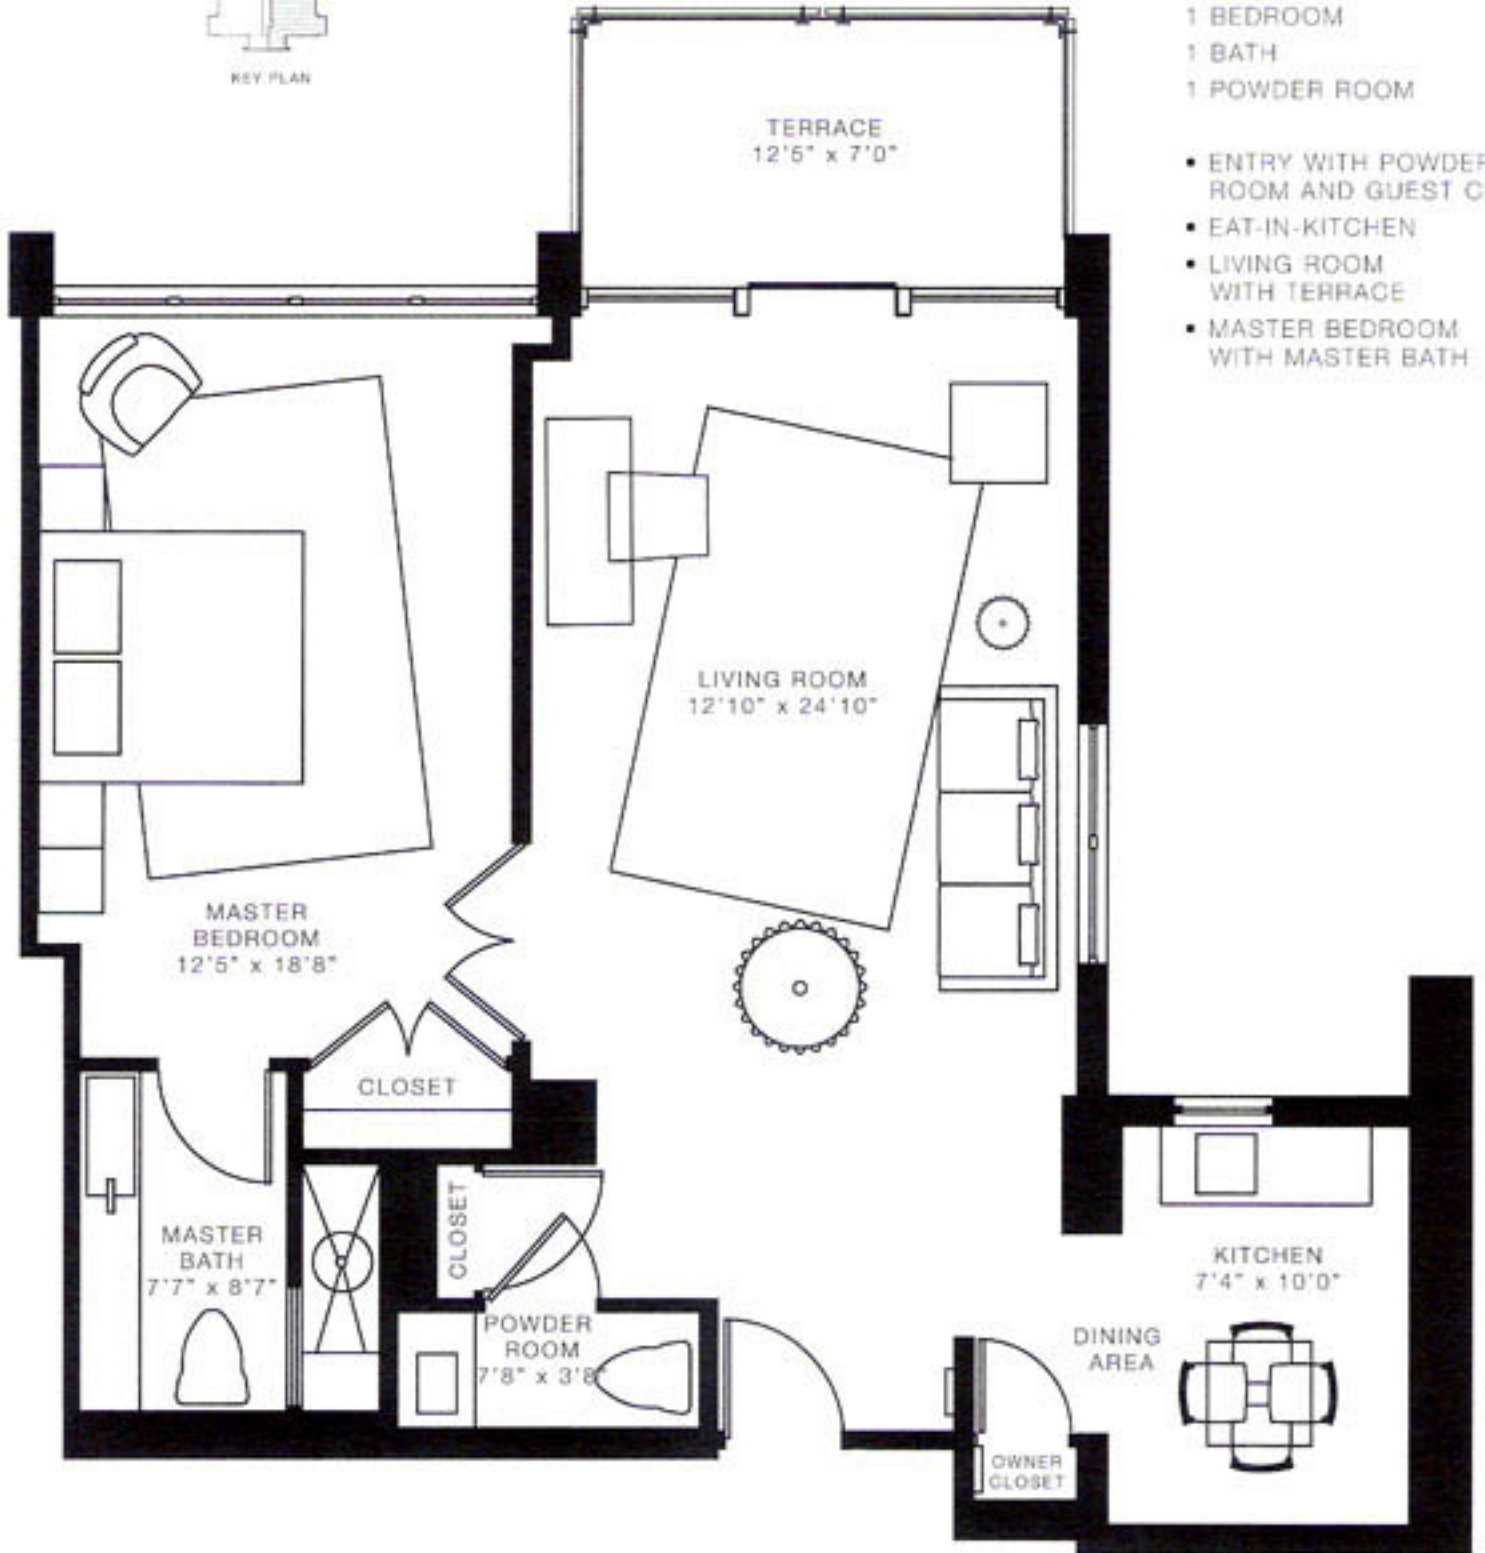 KEY PLAN
1 BEDROOM
1 BATH
1 POWDER ROOM
• ENTRY WITH POWDER
ROOM AND GUEST
• EAT-IN-KITCHEN
• LIVING ROOM
WITH TERRACE
• MASTER BEDROOM
WITH MASTER BATH
TERRACE
12'5" x 7'0"
LIVING ROOM
12'10" x 24'10"
MASTER
BEDROOM
12'5" x 18'8"
CLOSET
CLOSET
MASTER
BATH
7'7" x 8'7"
POWDER
ROOM
7'8" x 3'8"
KITCHEN
7'4" x 10'0"
DINING
AREA
OWNER
CLOSET